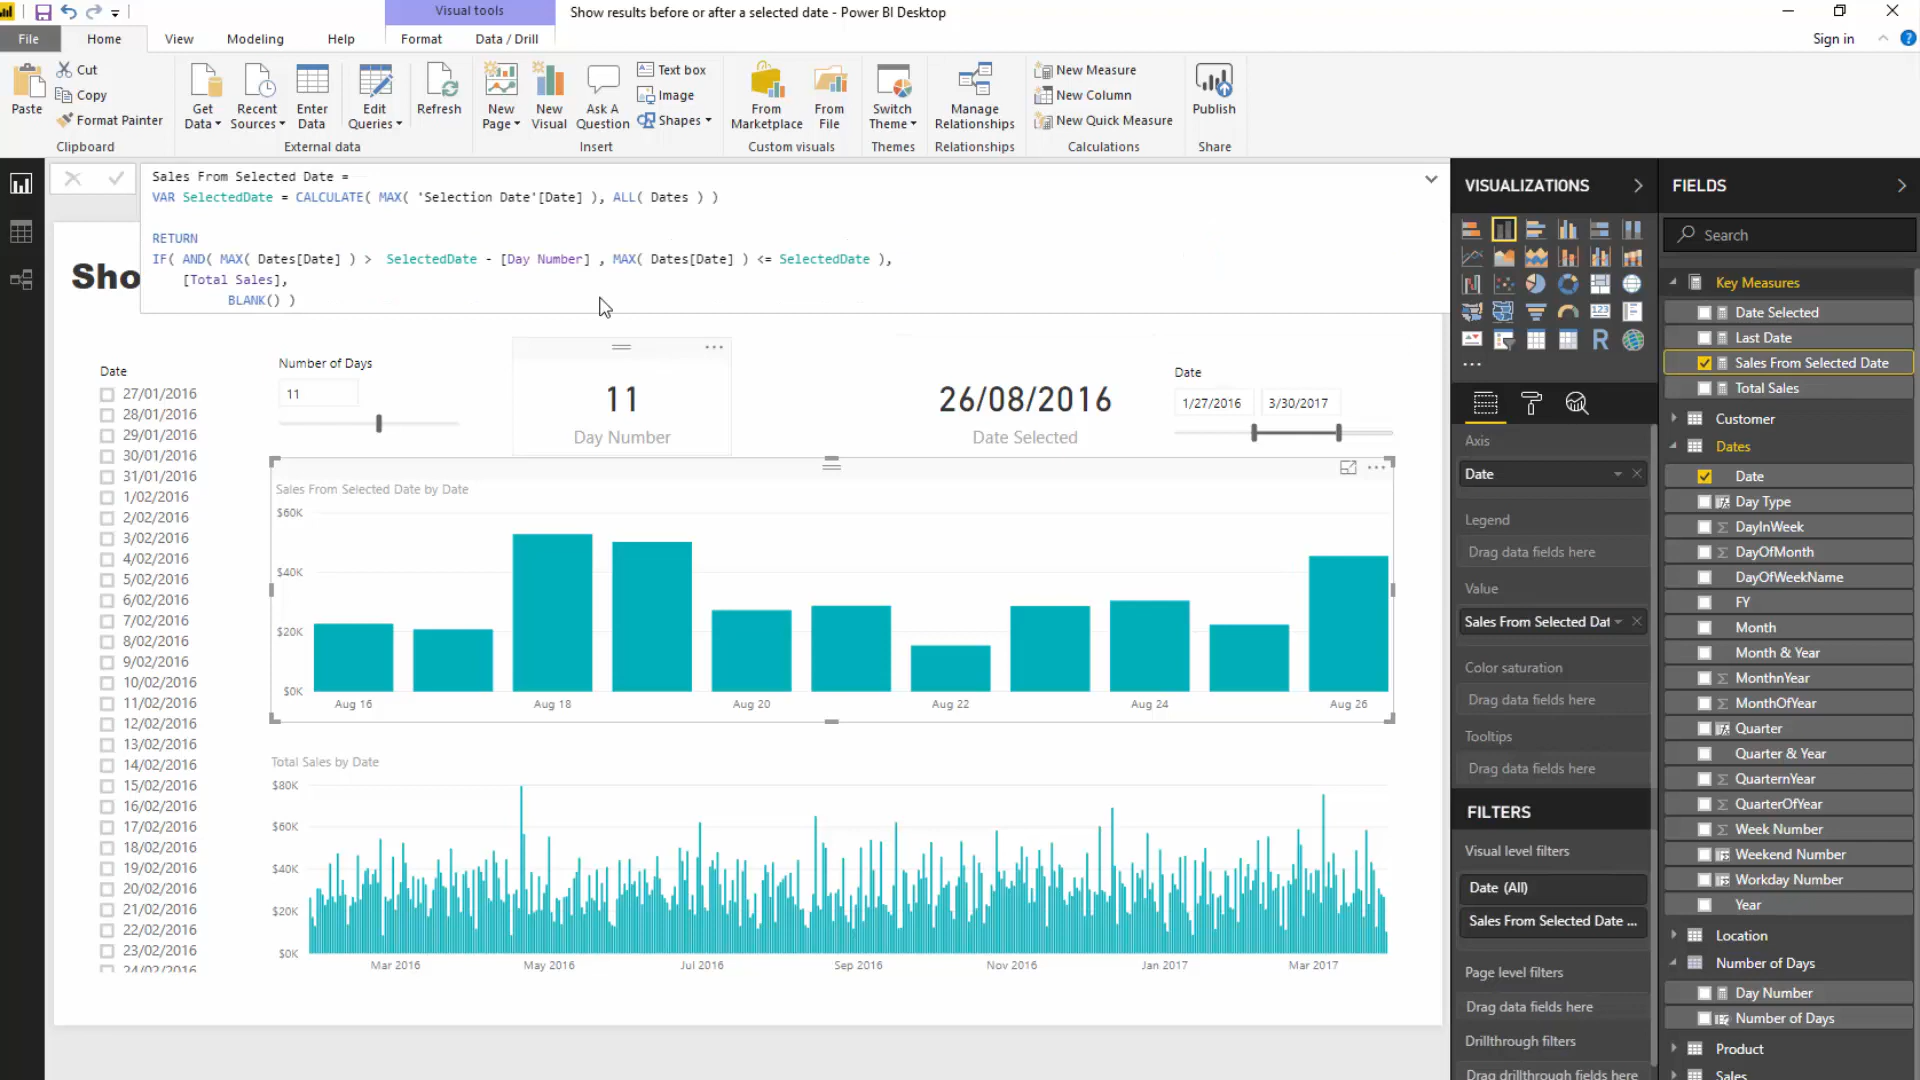 Visual tools
Show results before or after a selected date - Power BI Desktop
File
Home
View
Modeling
Help
Format
Data / Drill
Sign in
Paste
Cut
Copy
Format Painter
Clipboard
Get Data
Recent Sources
Enter Data
Edit Queries
Refresh
External data
New Page
New Visual
Ask A Question
Text box
Image
Shapes
Insert
From Marketplace
From File
Custom visuals
Switch Theme
Themes
Manage Relationships
Relationships
New Measure
New Column
New Quick Measure
Calculations
Publish
Share
Sales From Selected Date =
VAR SelectedDate = CALCULATE( MAX( 'Selection Date'[Date] ), ALL( Dates ) )
RETURN
IF( AND( MAX( Dates[Date] ) > SelectedDate - [Day Number] , MAX( Dates[Date] ) <= SelectedDate ),
[Total Sales],
BLANK() )
Sho
Date
27/01/2016
28/01/2016
29/01/2016
30/01/2016
31/01/2016
1/02/2016
2/02/2016
3/02/2016
4/02/2016
5/02/2016
6/02/2016
7/02/2016
8/02/2016
9/02/2016
10/02/2016
11/02/2016
12/02/2016
13/02/2016
14/02/2016
15/02/2016
16/02/2016
17/02/2016
18/02/2016
19/02/2016
20/02/2016
21/02/2016
22/02/2016
23/02/2016
24/02/2016
Number of Days
11
11
Day Number
26/08/2016
Date Selected
Date
1/27/2016
3/30/2017
Sales From Selected Date by Date
$60K
$40K
$20K
$0K
Aug 16
Aug 18
Aug 20
Aug 22
Aug 24
Aug 26
Total Sales by Date
$80K
$60K
$40K
$20K
$0K
Mar 2016
May 2016
Jul 2016
Sep 2016
Nov 2016
Jan 2017
Mar 2017
VISUALIZATIONS
R
123
Axis
Date
Legend
Drag data fields here
Value
Sales From Selected Dat
Color saturation
Drag data fields here
Tooltips
Drag data fields here
FILTERS
Visual level filters
Date (All)
Sales From Selected Date ...
Page level filters
Drag data fields here
Drillthrough filters
Drag drillthrough fields here
FIELDS
Search
Key Measures
Date Selected
Last Date
Sales From Selected Date
Total Sales
Customer
Dates
Date
Day Type
DayInWeek
DayOfMonth
DayOfWeekName
FY
Month
Month & Year
MonthnYear
MonthOfYear
Quarter
Quarter & Year
QuarternYear
QuarterOfYear
Week Number
Weekend Number
Workday Number
Year
Location
Number of Days
Day Number
Number of Days
Product
Sales